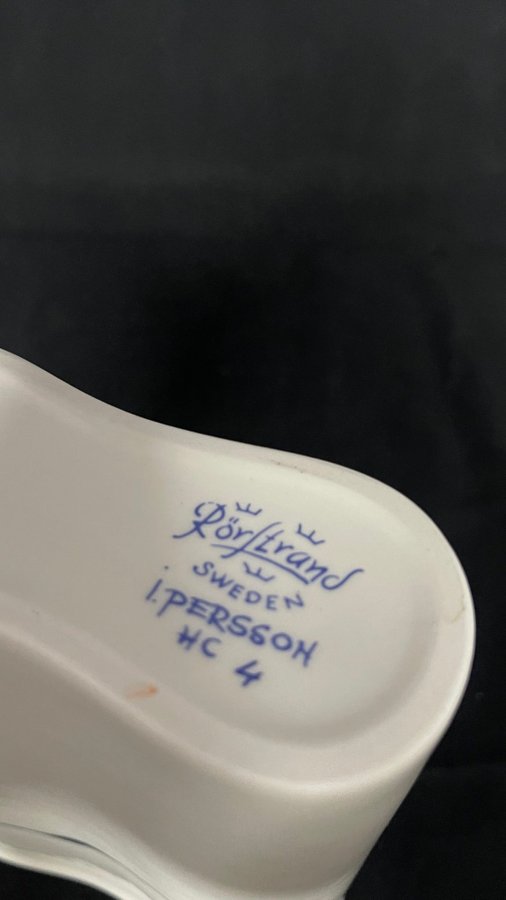 Rörstrand
SWEDEN
I. PERSSON
HC 4